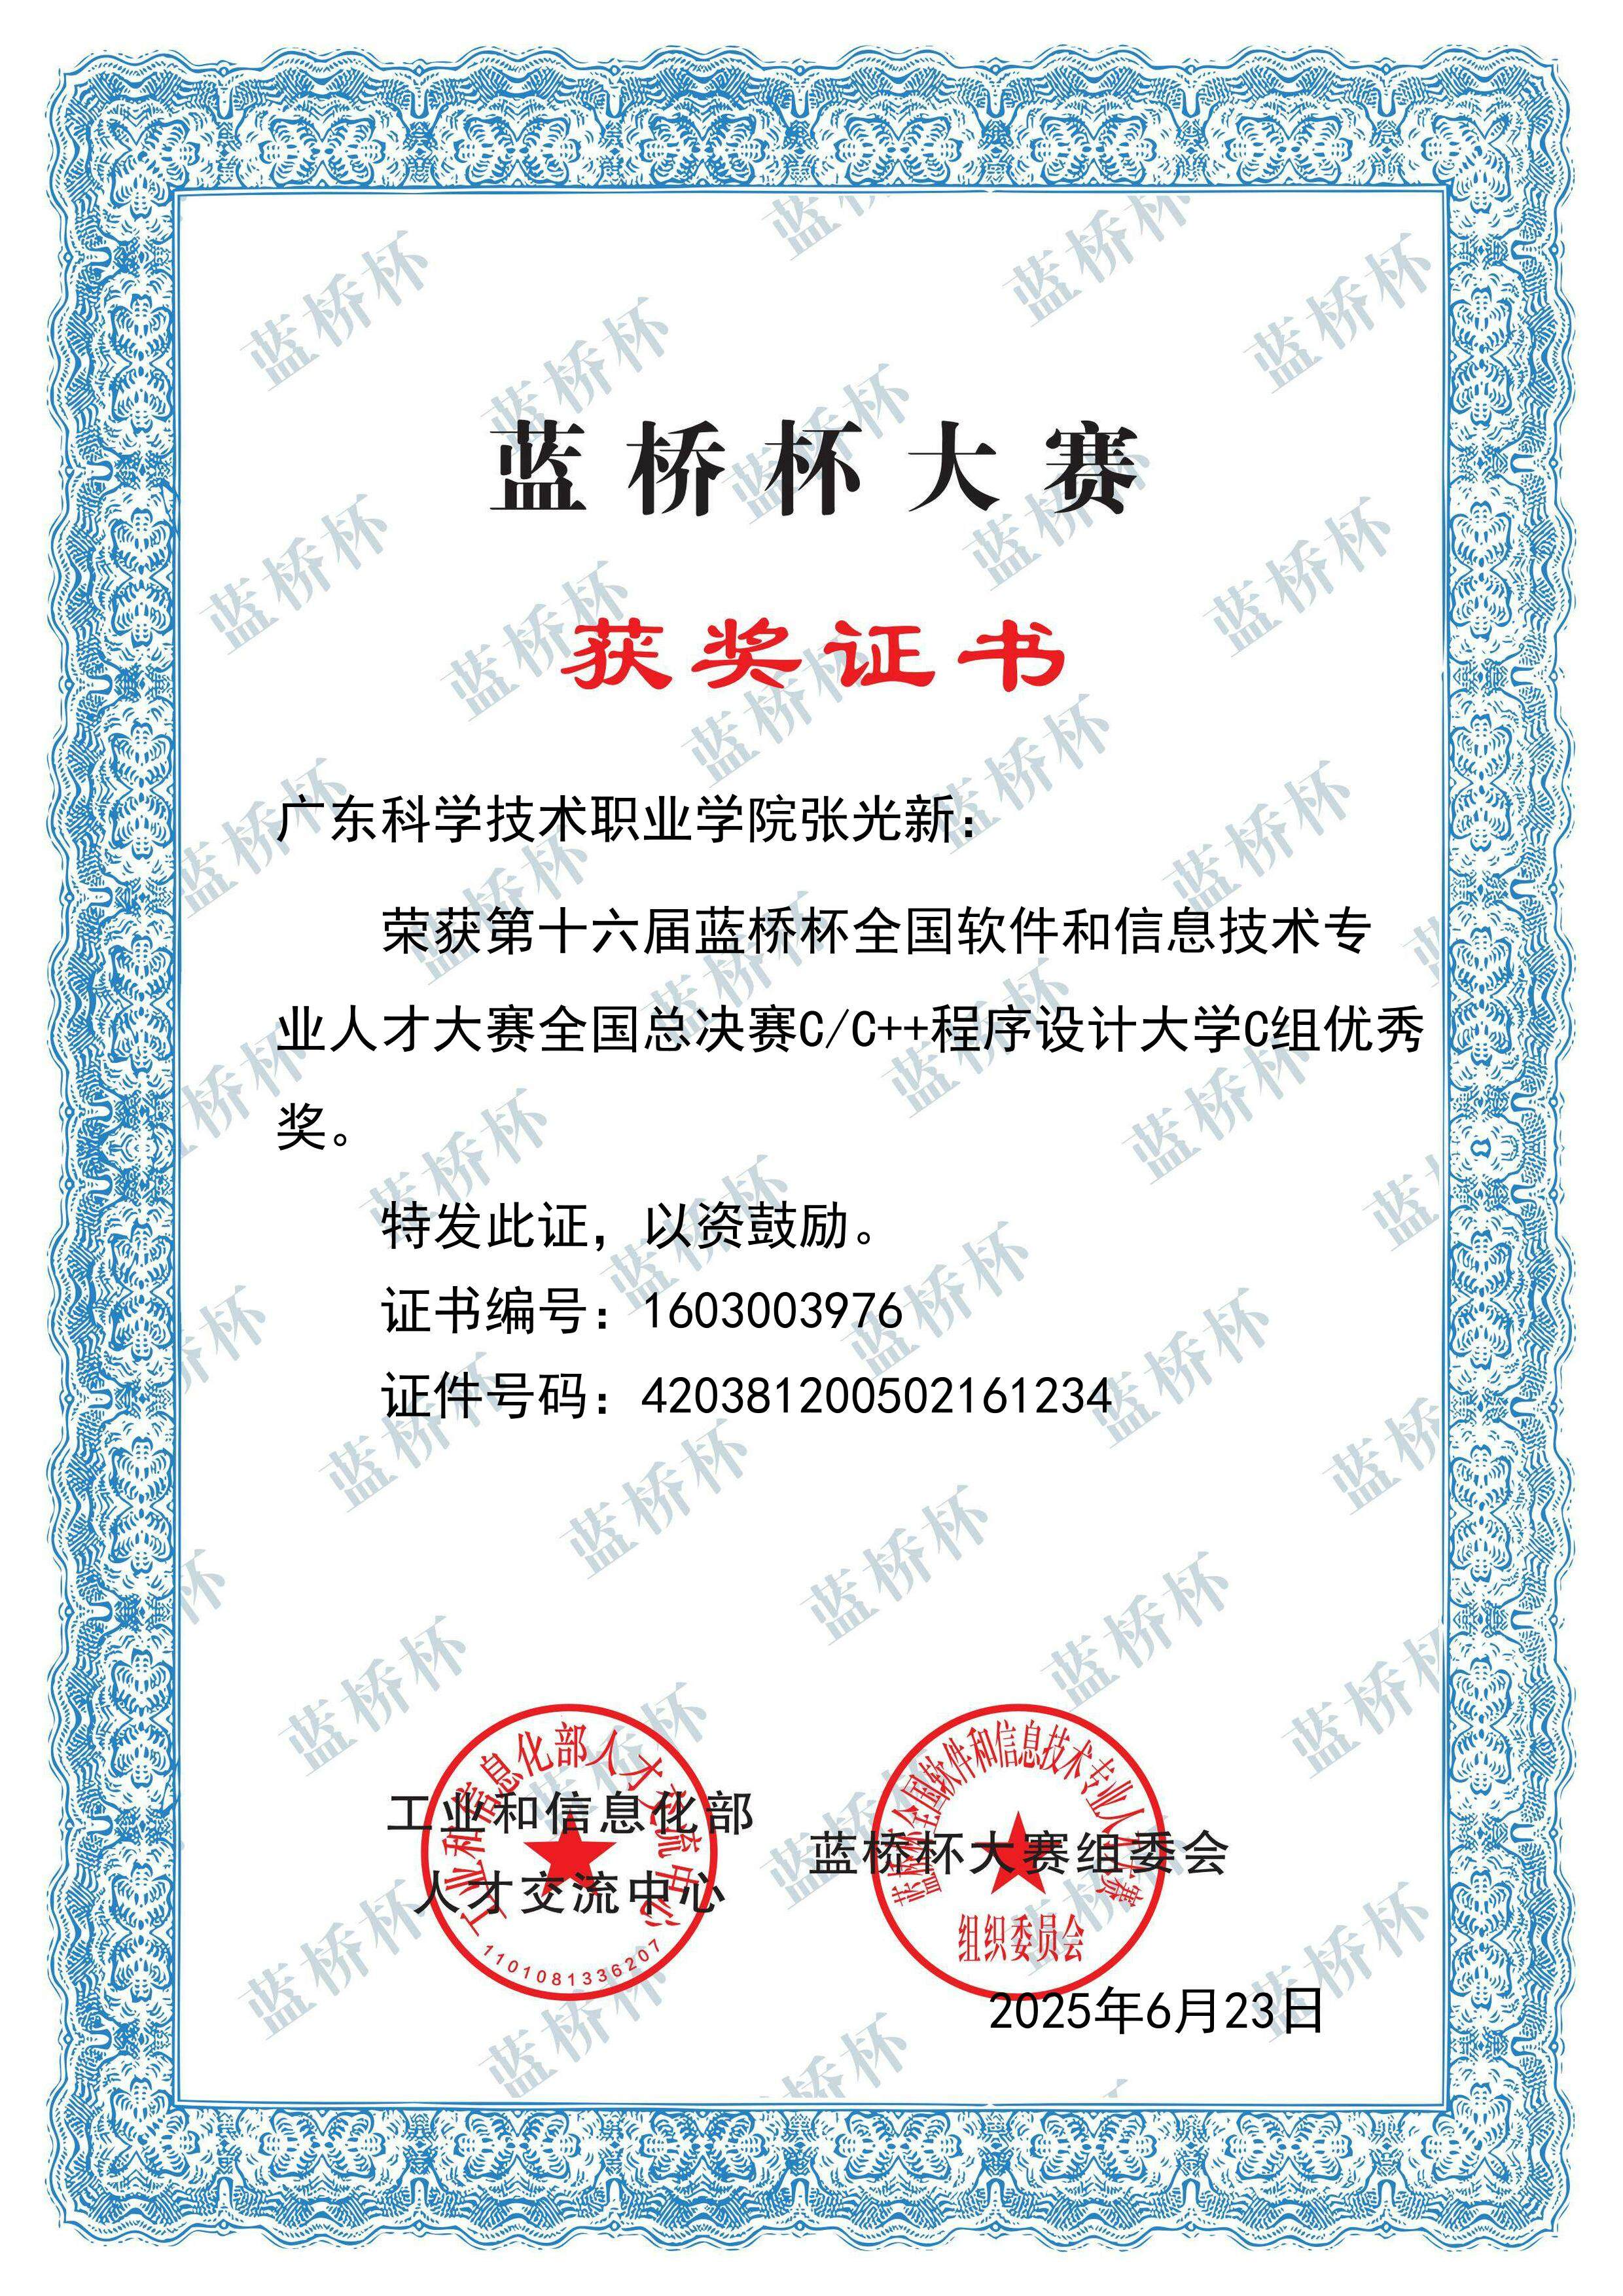 蓝桥杯大赛
获奖证书
广东科学技术职业学院张光新：
荣获第十六届蓝桥杯全国软件和信息技术专
业人才大赛全国总决赛C/C++程序设计大学C组优秀
奖。
特发此证，以资鼓励。
证书编号：1603003976
证件号码：420381200502161234
工业和信息化部人才交流中心
工业和信息化部
人才交流中心
1101081336207
蓝桥杯全国软件和信息技术专业人才大赛
蓝桥杯大赛组委会
组织委员会
2025年6月23日
蓝桥杯